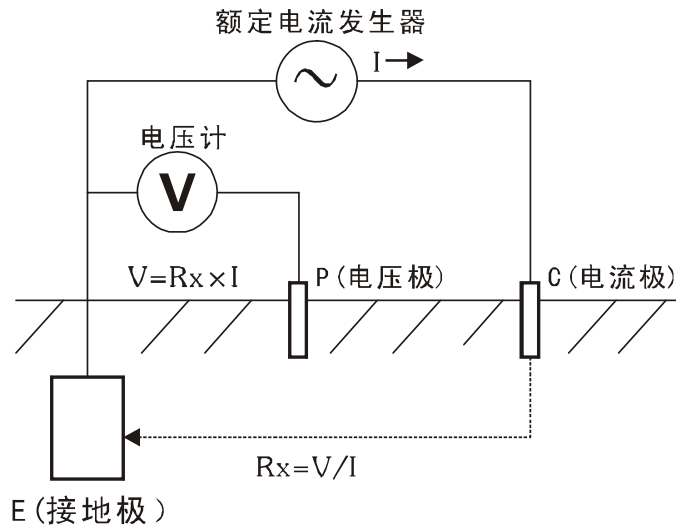 额定电流发生器
I
电压计
V
V=Rx×I
P(电压极)
C(电流极)
Rx=V/I
E(接地极)